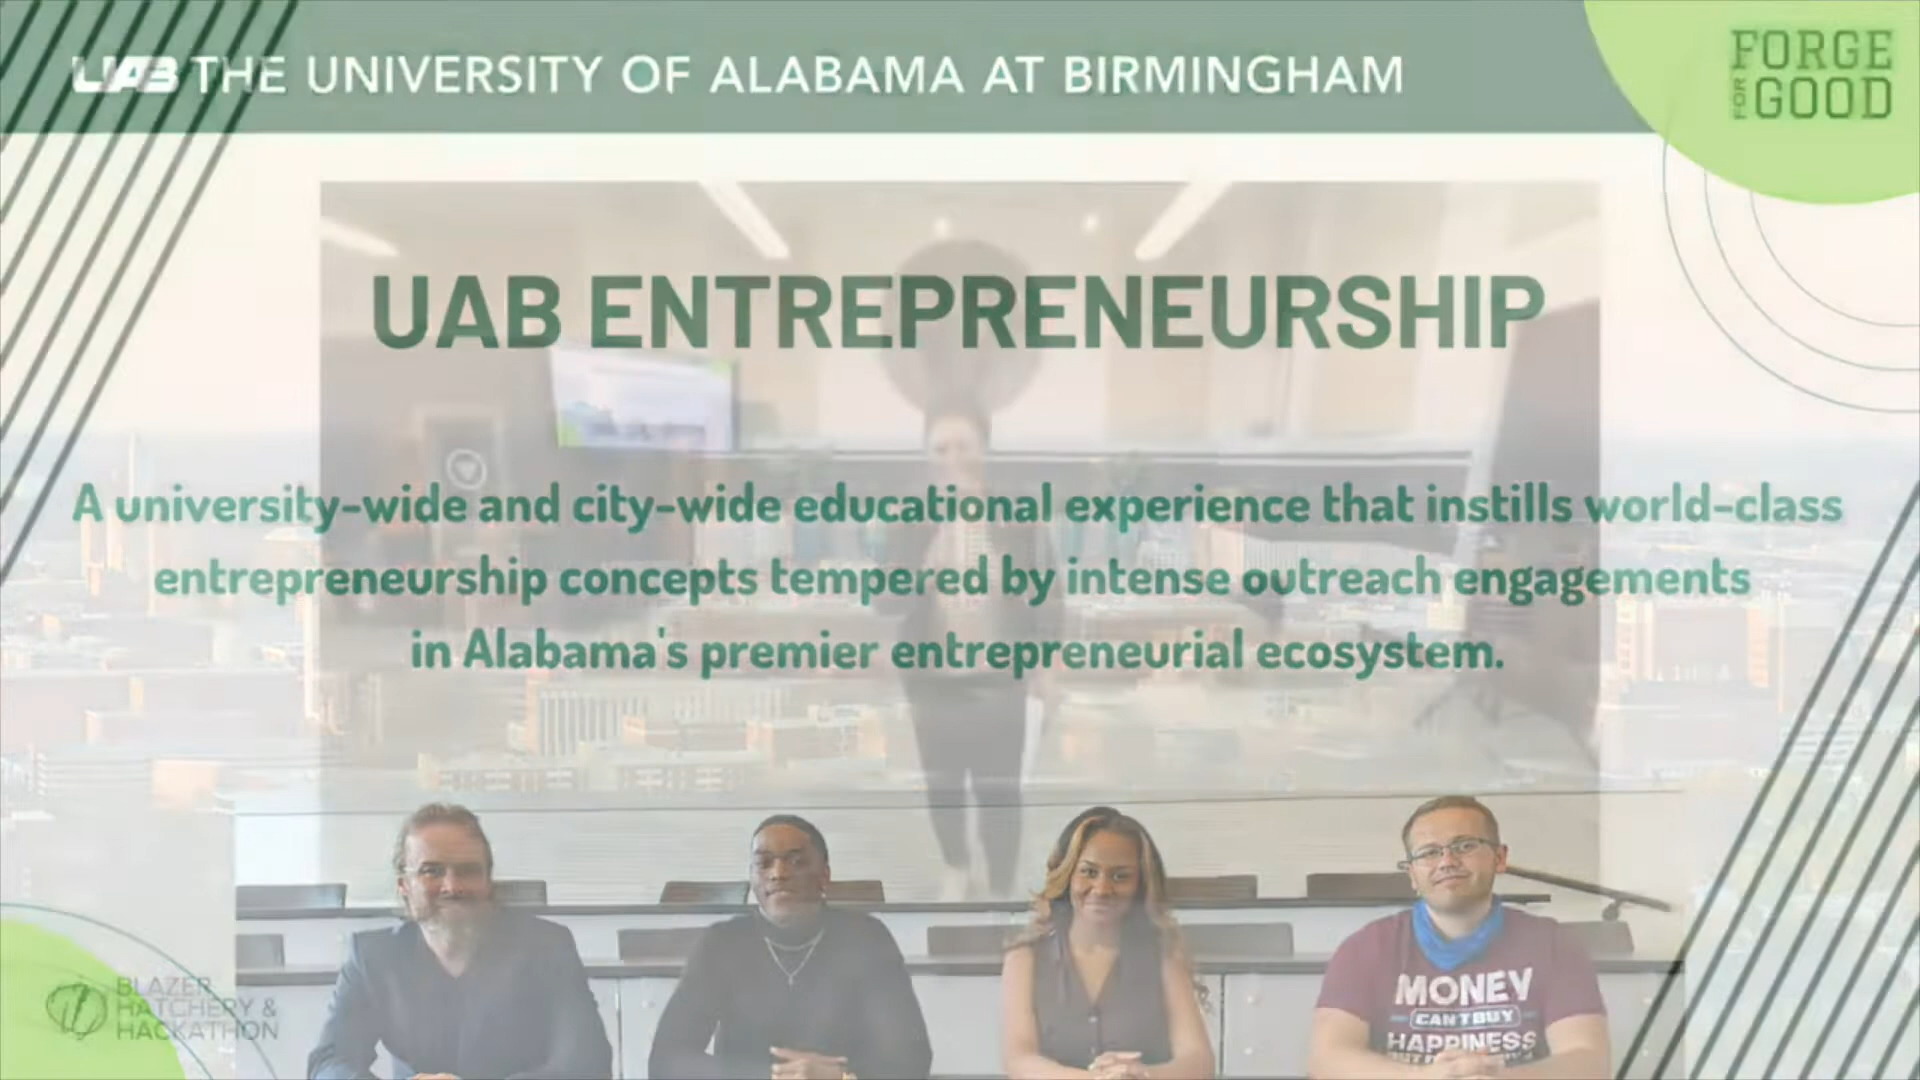 UAB THE UNIVERSITY OF ALABAMA AT BIRMINGHAM
FORGE
FOR GOOD
UAB ENTREPRENEURSHIP
A university-wide and city-wide educational experience that instills world-class
entrepreneurship concepts tempered by intense outreach engagements
in Alabama's premier entrepreneurial ecosystem.
BLAZER
HATCHERY &
HACKATHON
MONEY
CAN'T BUY
HAPPINESS